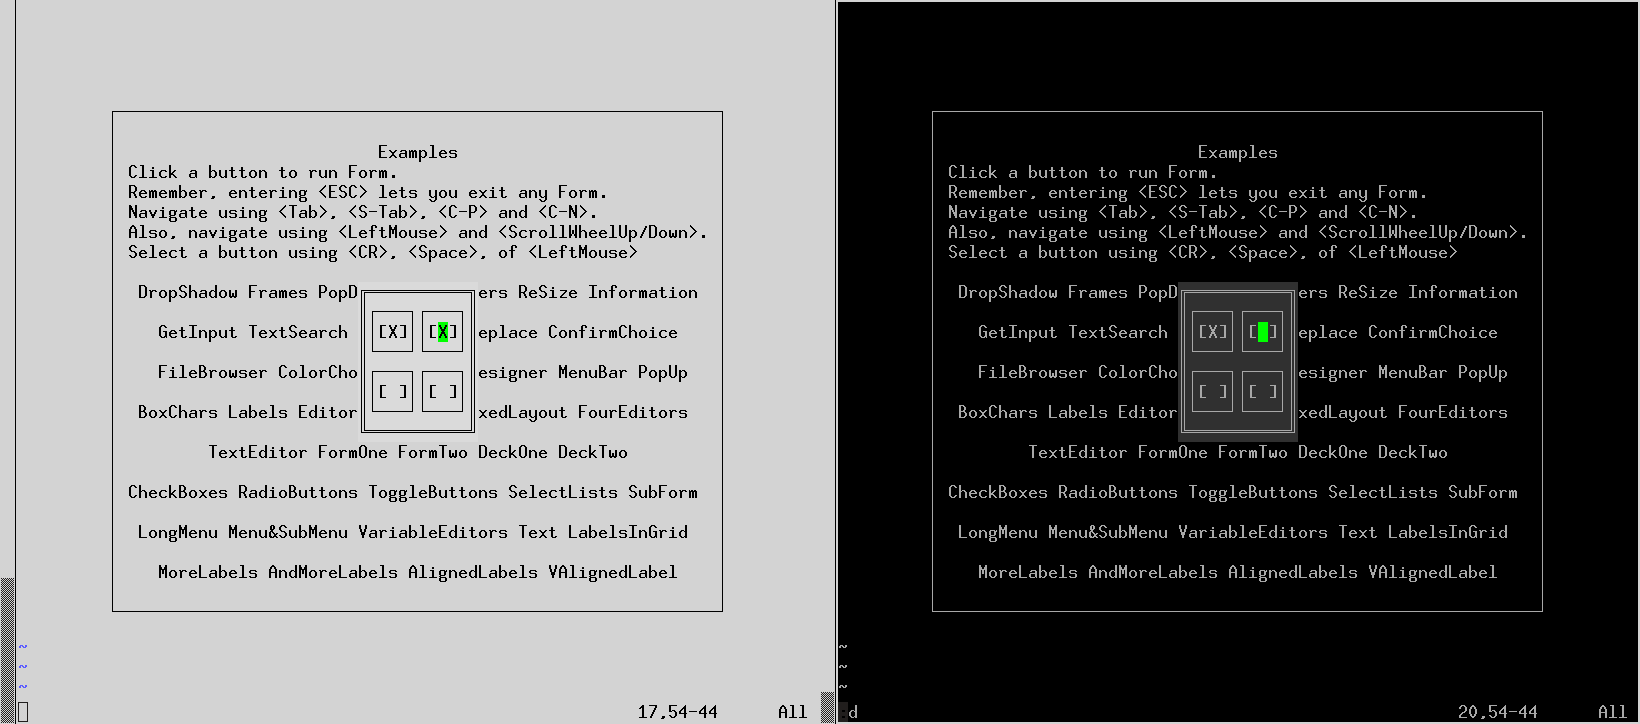 Examples
Click a button to run Form.
Remember, entering <ESC> lets you exit any Form.
Navigate using <Tab>, <S-Tab>, <C-P> and <C-N>.
Also, navigate using <LeftMouse> and <ScrollWheelUp/Down>.
Select a button using <CR>, <Space>, of <LeftMouse>
DropShadow Frames PopD ers ReSize Information
GetInput TextSearch [X] [X] eplace ConfirmChoice
FileBrowser ColorCho esigner MenuBar PopUp
[ ] [ ]
BoxChars Labels Editor xedLayout FourEditors
TextEditor FormOne FormTwo DeckOne DeckTwo
CheckBoxes RadioButtons ToggleButtons SelectLists SubForm
LongMenu Menu&SubMenu VariableEditors Text LabelsInGrid
MoreLabels AndMoreLabels AlignedLabels VAlignedLabel
~
~
~
17,54-44 All
Examples
Click a button to run Form.
Remember, entering <ESC> lets you exit any Form.
Navigate using <Tab>, <S-Tab>, <C-P> and <C-N>.
Also, navigate using <LeftMouse> and <ScrollWheelUp/Down>.
Select a button using <CR>, <Space>, of <LeftMouse>
DropShadow Frames PopD ers ReSize Information
GetInput TextSearch [X] [ ] eplace ConfirmChoice
FileBrowser ColorCho esigner MenuBar PopUp
[ ] [ ]
BoxChars Labels Editor xedLayout FourEditors
TextEditor FormOne FormTwo DeckOne DeckTwo
CheckBoxes RadioButtons ToggleButtons SelectLists SubForm
LongMenu Menu&SubMenu VariableEditors Text LabelsInGrid
MoreLabels AndMoreLabels AlignedLabels VAlignedLabel
~
~
~
:d 20,54-44 All